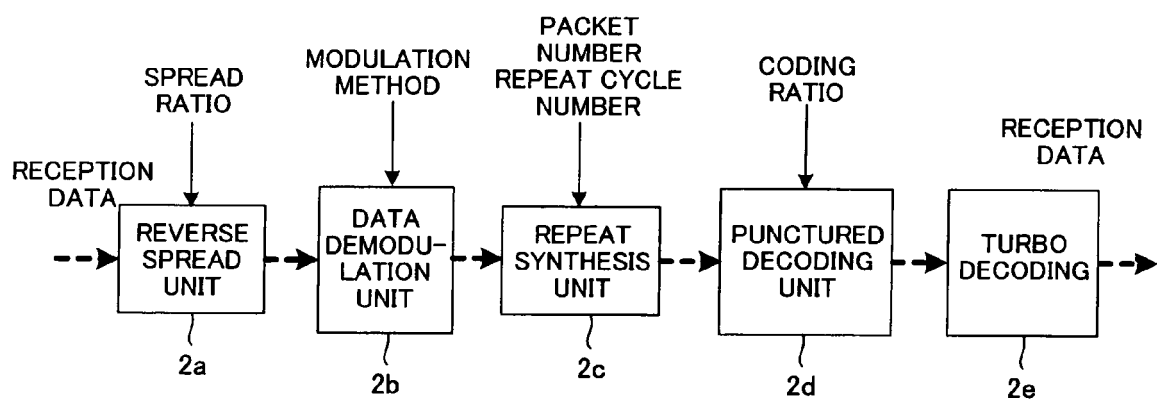 SPREAD
RATIO
MODULATION
METHOD
PACKET
NUMBER
REPEAT CYCLE
NUMBER
CODING
RATIO
RECEPTION
DATA
RECEPTION
DATA
REVERSE
SPREAD
UNIT
DATA
DEMODU-
LATION
UNIT
REPEAT
SYNTHESIS
UNIT
PUNCTURED
DECODING
UNIT
TURBO
DECODING
2a
2b
2c
2d
2e